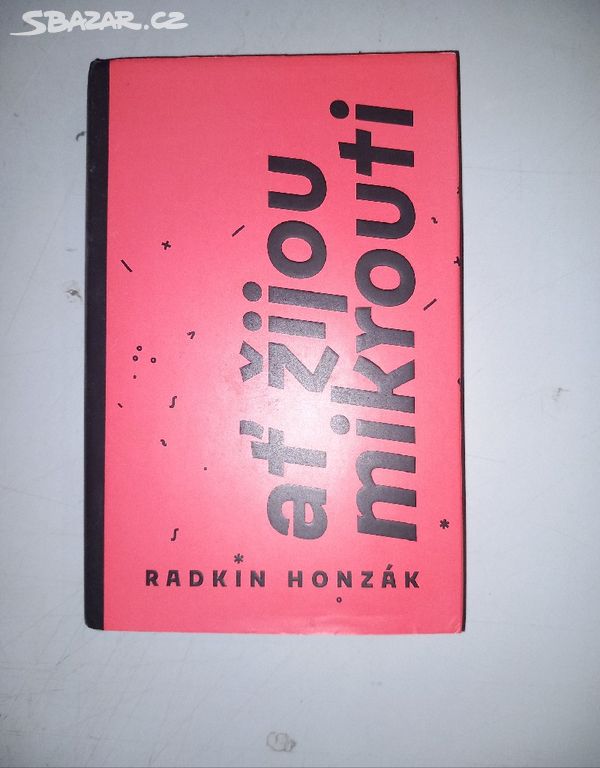 SBAZAR.CZ
ať žijou
mikrouti
RADKIN HONZÁK